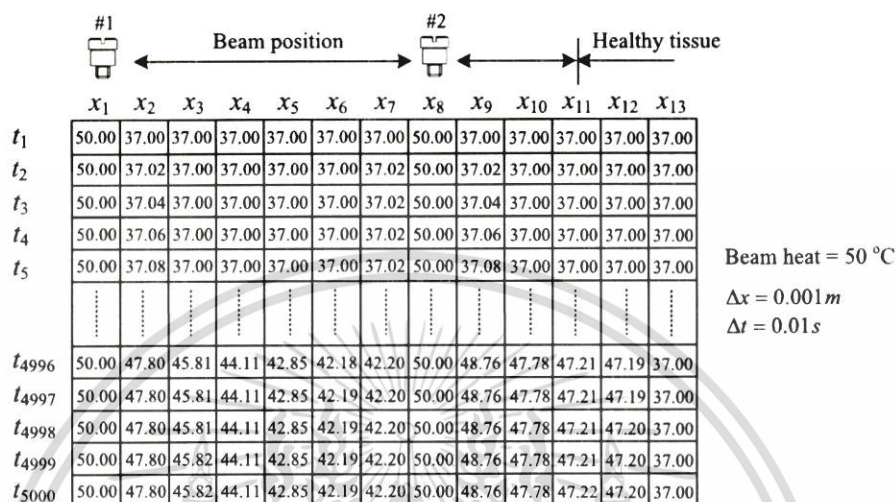 #1 #2
Beam position Healthy tissue
x1 x2 x3 x4 x5 x6 x7 x8 x9 x10 x11 x12 x13
t1 50.00 37.00 37.00 37.00 37.00 37.00 37.00 50.00 37.00 37.00 37.00 37.00 37.00
t2 50.00 37.02 37.00 37.00 37.00 37.00 37.02 50.00 37.02 37.00 37.00 37.00 37.00
t3 50.00 37.04 37.00 37.00 37.00 37.00 37.02 50.00 37.04 37.00 37.00 37.00 37.00
t4 50.00 37.06 37.00 37.00 37.00 37.00 37.02 50.00 37.06 37.00 37.00 37.00 37.00
t5 50.00 37.08 37.00 37.00 37.00 37.00 37.02 50.00 37.08 37.00 37.00 37.00 37.00
Beam heat = 50 °C
Δx = 0.001m
Δt = 0.01s
t4996 50.00 47.80 45.81 44.11 42.85 42.18 42.20 50.00 48.76 47.78 47.21 47.19 37.00
t4997 50.00 47.80 45.81 44.11 42.85 42.19 42.20 50.00 48.76 47.78 47.21 47.19 37.00
t4998 50.00 47.80 45.81 44.11 42.85 42.19 42.20 50.00 48.76 47.78 47.21 47.20 37.00
t4999 50.00 47.80 45.82 44.11 42.85 42.19 42.20 50.00 48.76 47.78 47.21 47.20 37.00
t5000 50.00 47.80 45.82 44.11 42.85 42.19 42.20 50.00 48.76 47.78 47.22 47.20 37.00